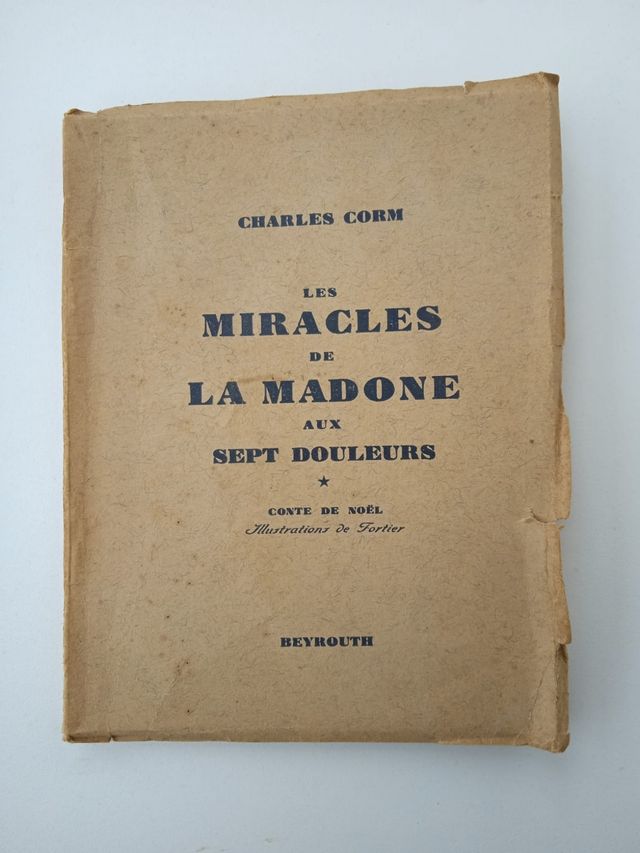 CHARLES CORM
LES
MIRACLES
DE
LA MADONE
AUX
SEPT DOULEURS
★
CONTE DE NOËL
Illustrations de Fortier
BEYROUTH